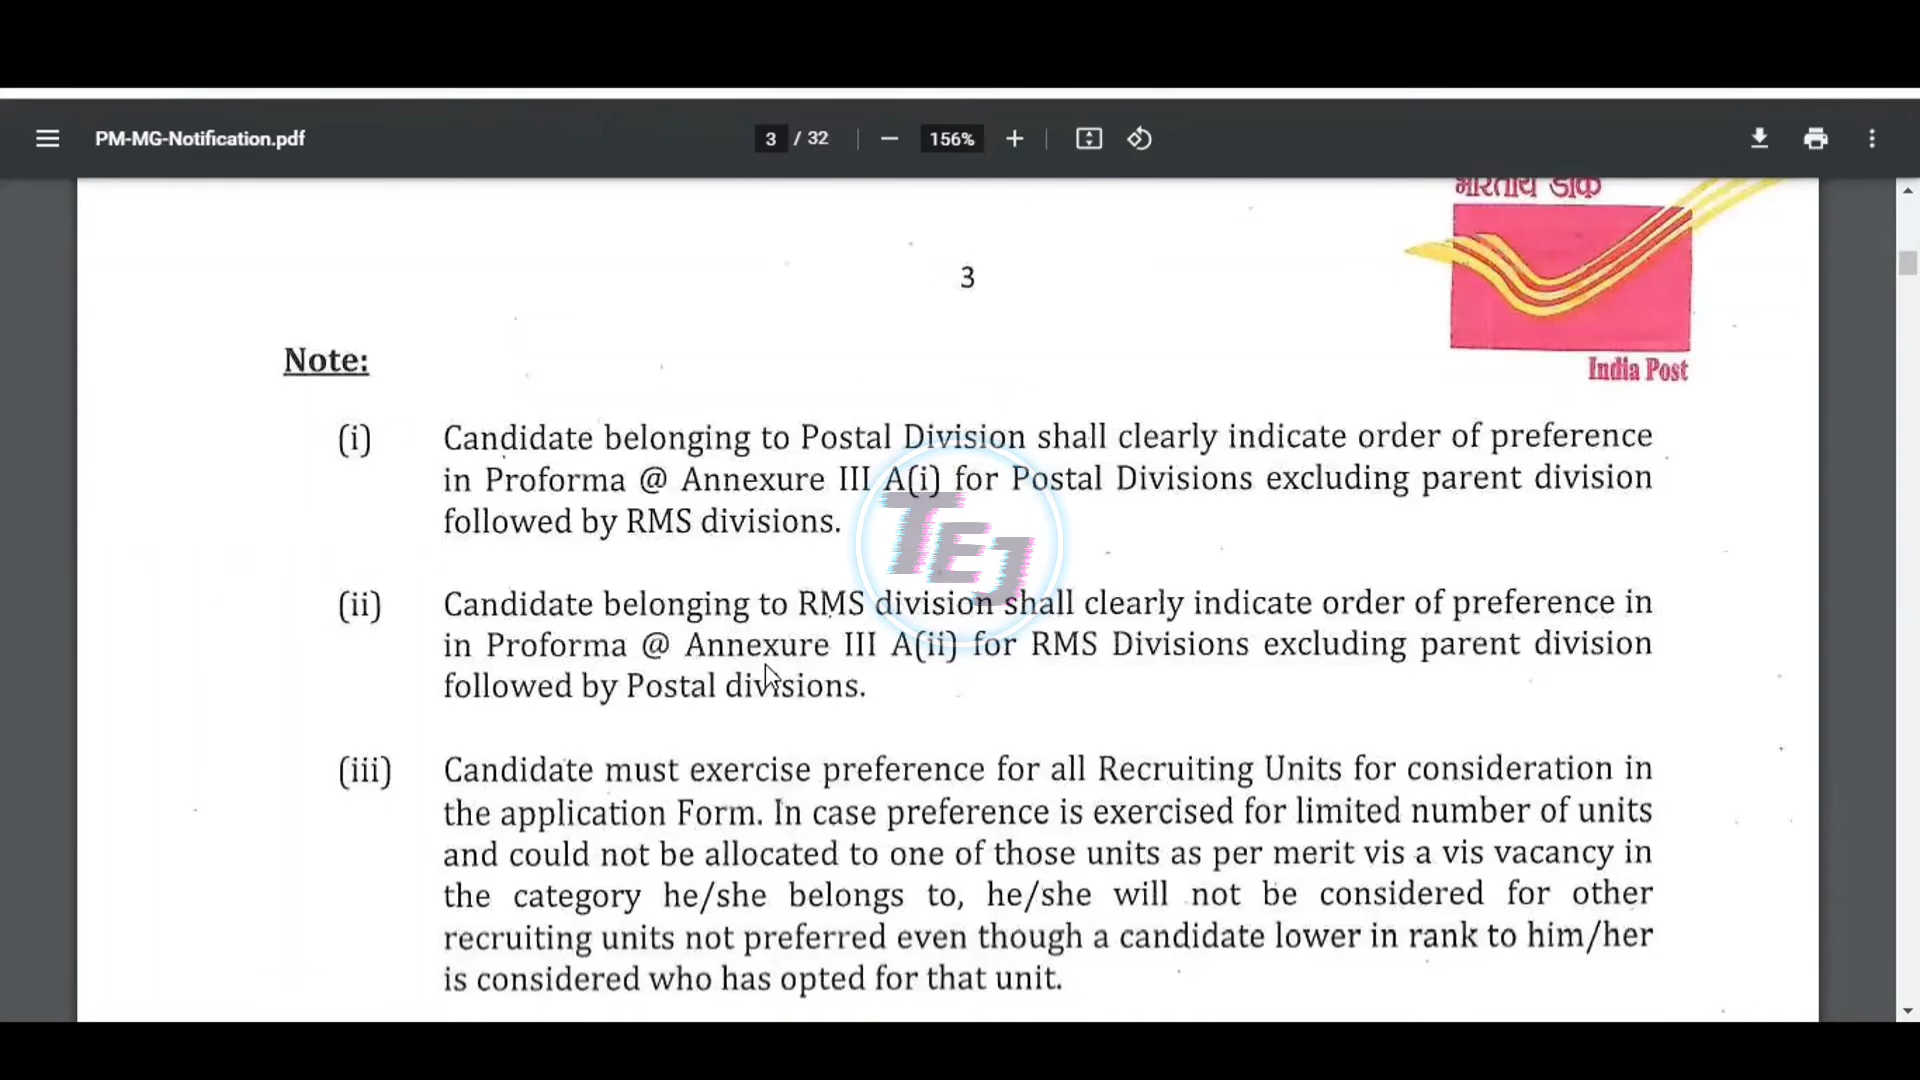 PM-MG-Notification.pdf
3 / 32
156%
भारतीय डाक
3
India Post
Note:
(i) Candidate belonging to Postal Division shall clearly indicate order of preference
in Proforma @ Annexure III A(i) for Postal Divisions excluding parent division
followed by RMS divisions.
TEJ
(ii) Candidate belonging to RMS division shall clearly indicate order of preference in
in Proforma @ Annexure III A(ii) for RMS Divisions excluding parent division
followed by Postal divisions.
(iii) Candidate must exercise preference for all Recruiting Units for consideration in
the application Form. In case preference is exercised for limited number of units
and could not be allocated to one of those units as per merit vis a vis vacancy in
the category he/she belongs to, he/she will not be considered for other
recruiting units not preferred even though a candidate lower in rank to him/her
is considered who has opted for that unit.